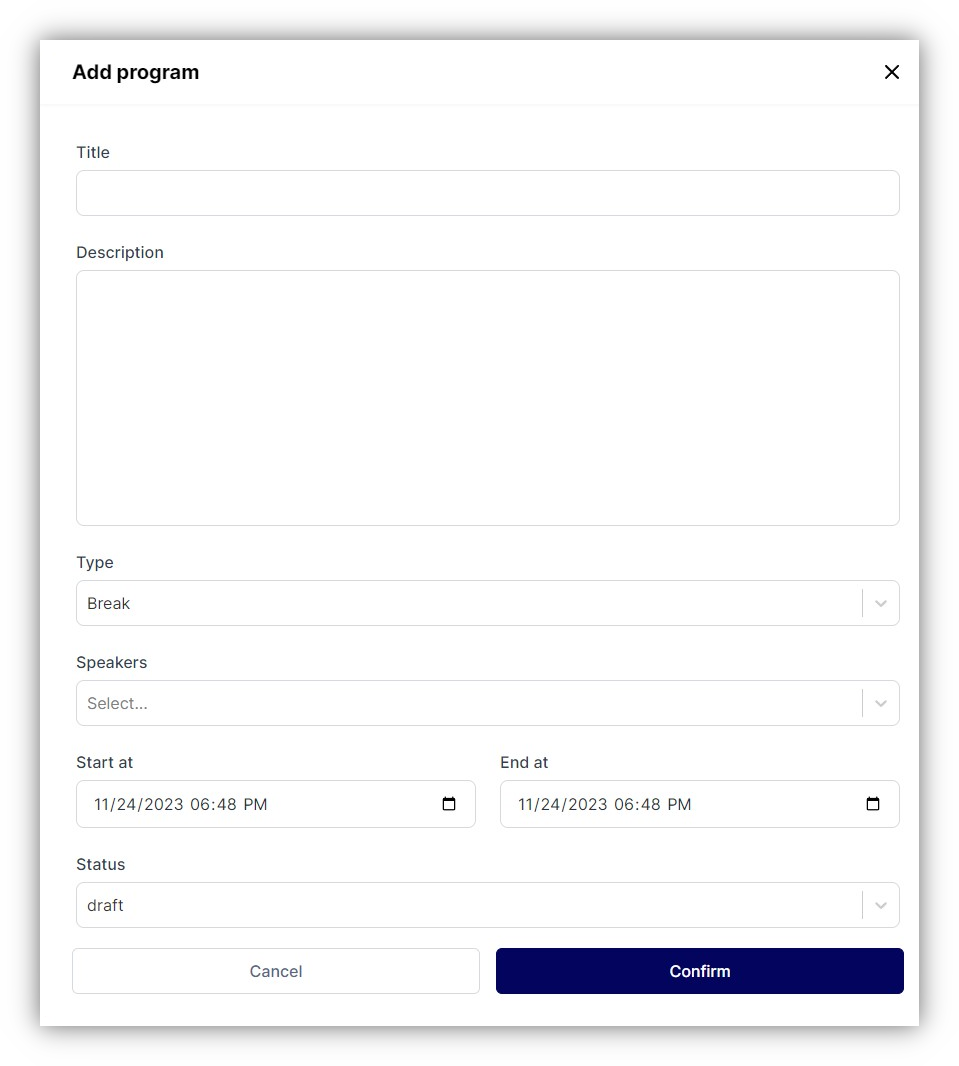 Add program
Title
Description
Type
Break
Speakers
Select...
Start at End at
11/24/2023 06:48 PM 11/24/2023 06:48 PM
Status
draft
Cancel Confirm